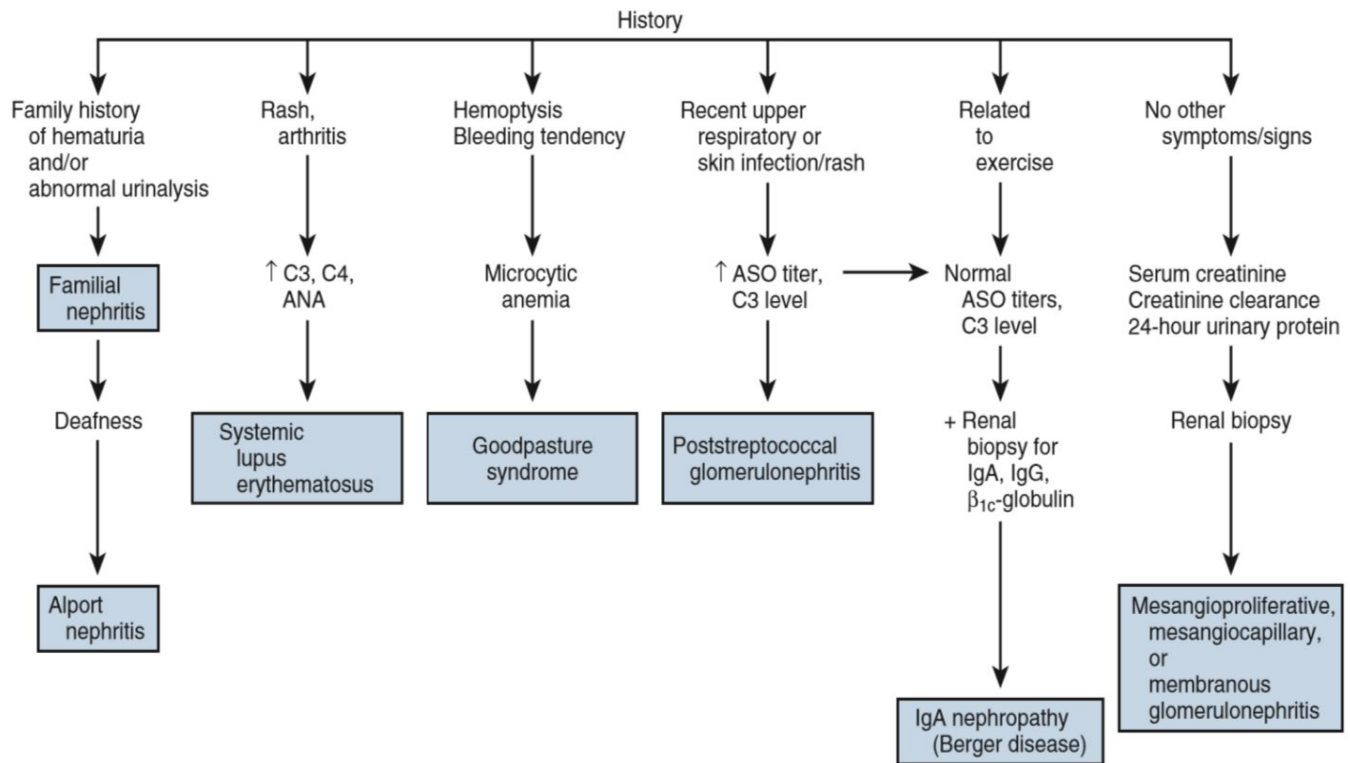 History
Family history
of hematuria
and/or
abnormal urinalysis
Familial
nephritis
Deafness
Alport
nephritis
Rash,
arthritis
↑ C3, C4,
ANA
Systemic
lupus
erythematosus
Hemoptysis
Bleeding tendency
Microcytic
anemia
Goodpasture
syndrome
Recent upper
respiratory or
skin infection/rash
↑ ASO titer,
C3 level
Poststreptococcal
glomerulonephritis
Related
to
exercise
Normal
ASO titers,
C3 level
+ Renal
biopsy for
IgA, IgG,
β1c-globulin
IgA nephropathy
(Berger disease)
No other
symptoms/signs
Serum creatinine
Creatinine clearance
24-hour urinary protein
Renal biopsy
Mesangioproliferative,
mesangiocapillary,
or
membranous
glomerulonephritis